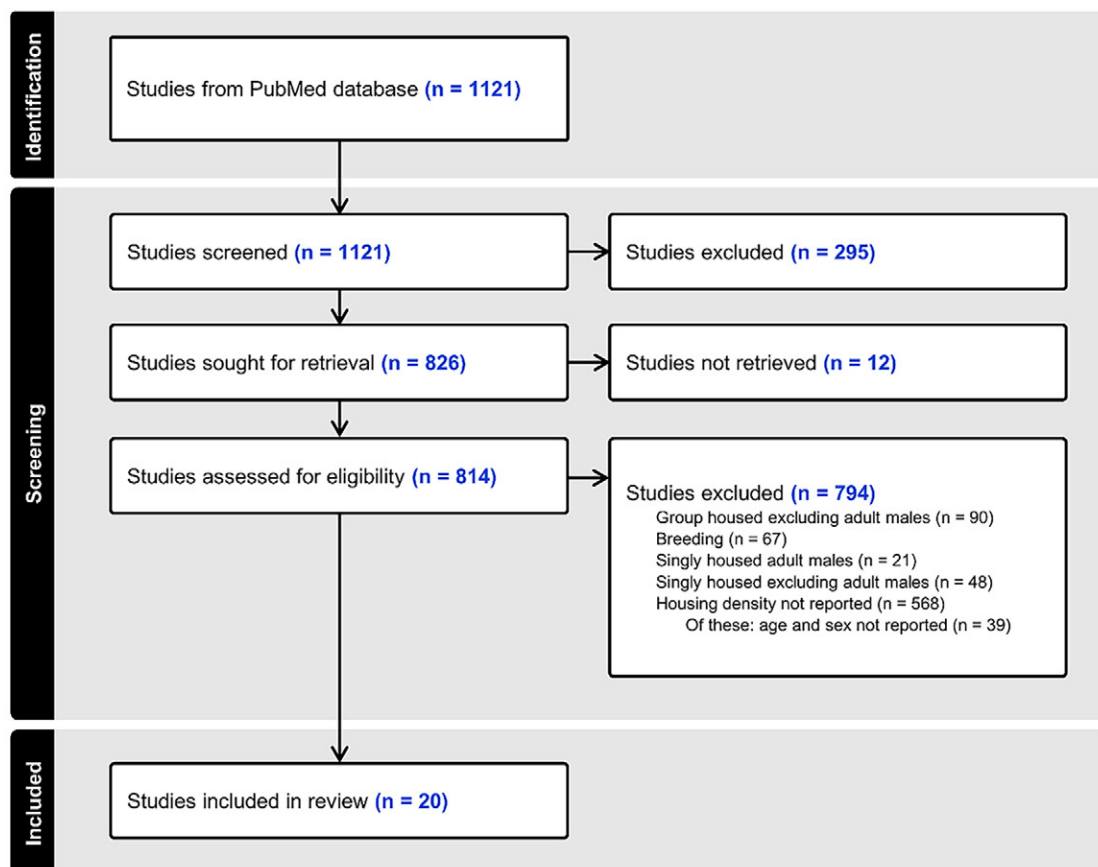 Identification
Studies from PubMed database (n = 1121)
Screening
Studies screened (n = 1121)
Studies excluded (n = 295)
Studies sought for retrieval (n = 826)
Studies not retrieved (n = 12)
Studies assessed for eligibility (n = 814)
Studies excluded (n = 794)
Group housed excluding adult males (n = 90)
Breeding (n = 67)
Singly housed adult males (n = 21)
Singly housed excluding adult males (n = 48)
Housing density not reported (n = 568)
Of these: age and sex not reported (n = 39)
Included
Studies included in review (n = 20)